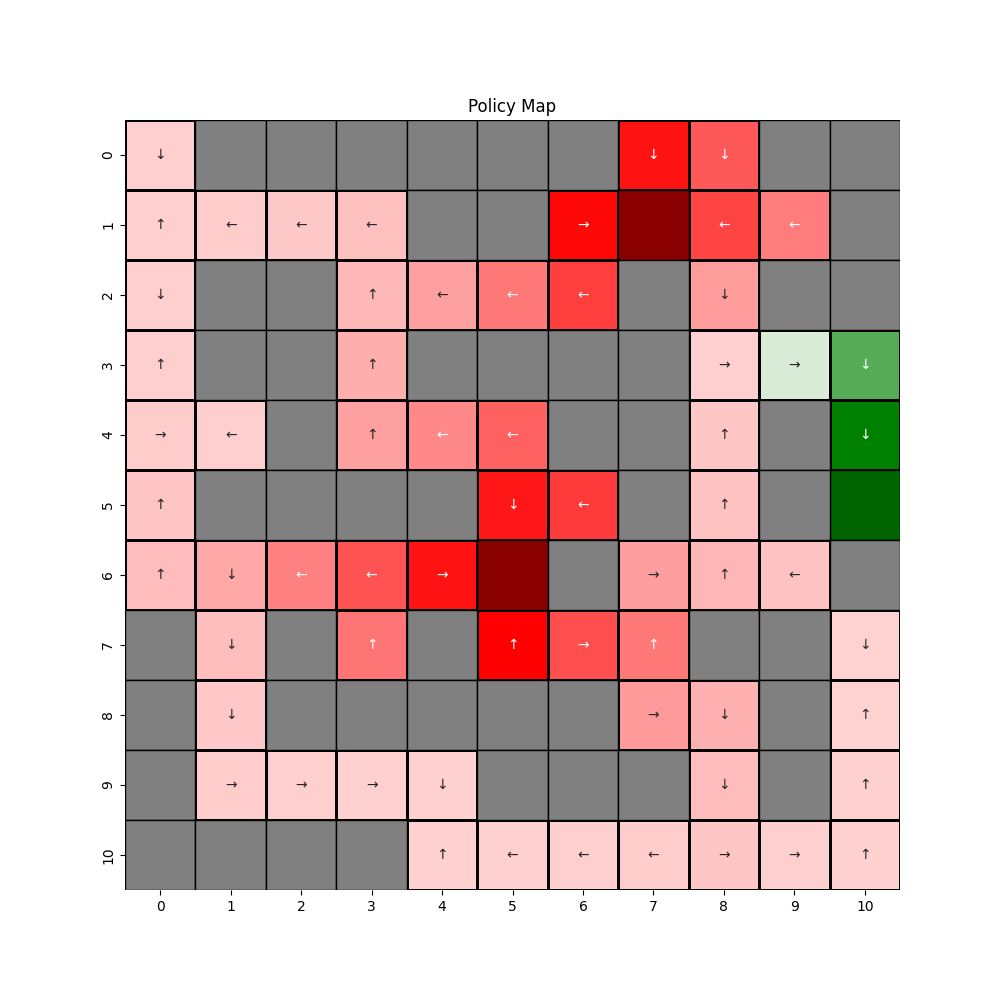 Policy Map
0 ↓ ↓ ↓
1 ↑ ← ← ← → ← ←
2 ↓ ↑ ← ← ← ↓
3 ↑ ↑ → → ↓
4 → ← ↑ ← ← ↑ ↓
5 ↑ ↓ ← ↑
6 ↑ ↓ ← ← → → ↑ ←
7 ↓ ↑ ↑ → ↑ ↓
8 ↓ → ↓ ↑
9 → → → ↓ ↓ ↑
10 ↑ ← ← ← → → ↑
0 1 2 3 4 5 6 7 8 9 10